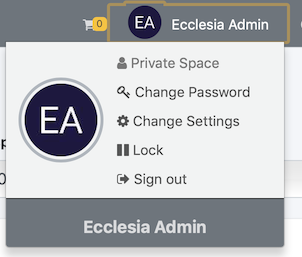 0
EA
Ecclesia Admin
Private Space
EA
Change Password
Change Settings
Lock
Sign out
Ecclesia Admin